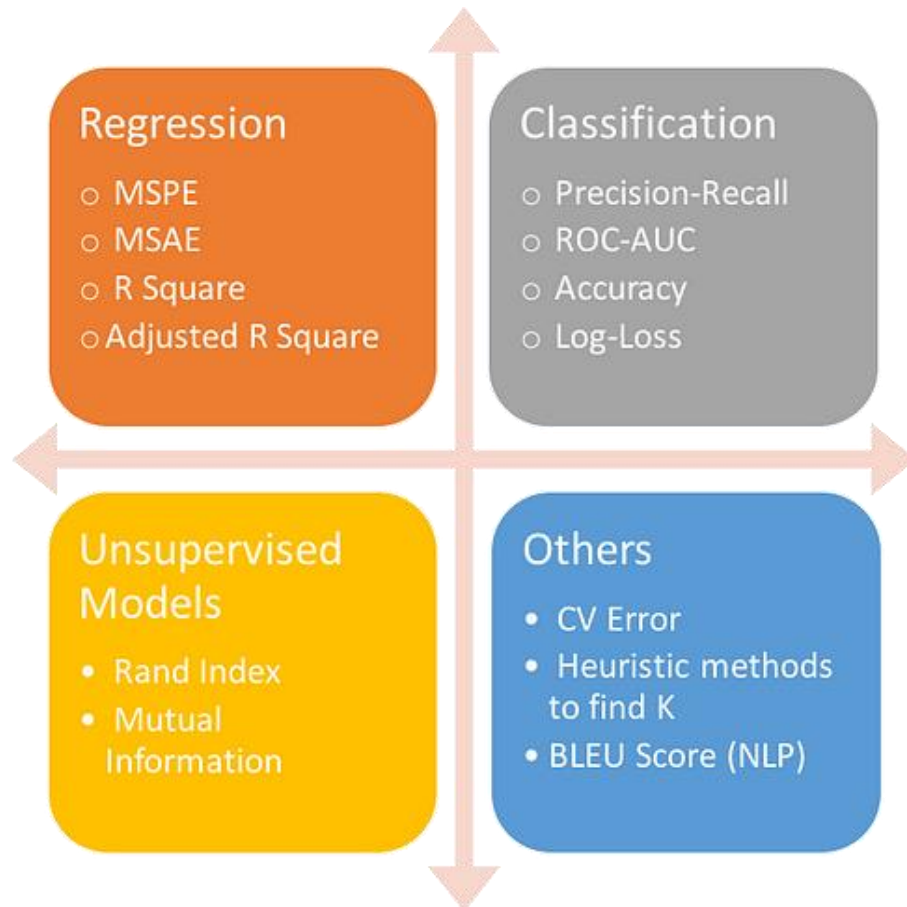 Regression
○ MSPE
○ MSAE
○ R Square
○ Adjusted R Square
Classification
○ Precision-Recall
○ ROC-AUC
○ Accuracy
○ Log-Loss
Unsupervised
Models
• Rand Index
• Mutual
Information
Others
• CV Error
• Heuristic methods
to find K
• BLEU Score (NLP)